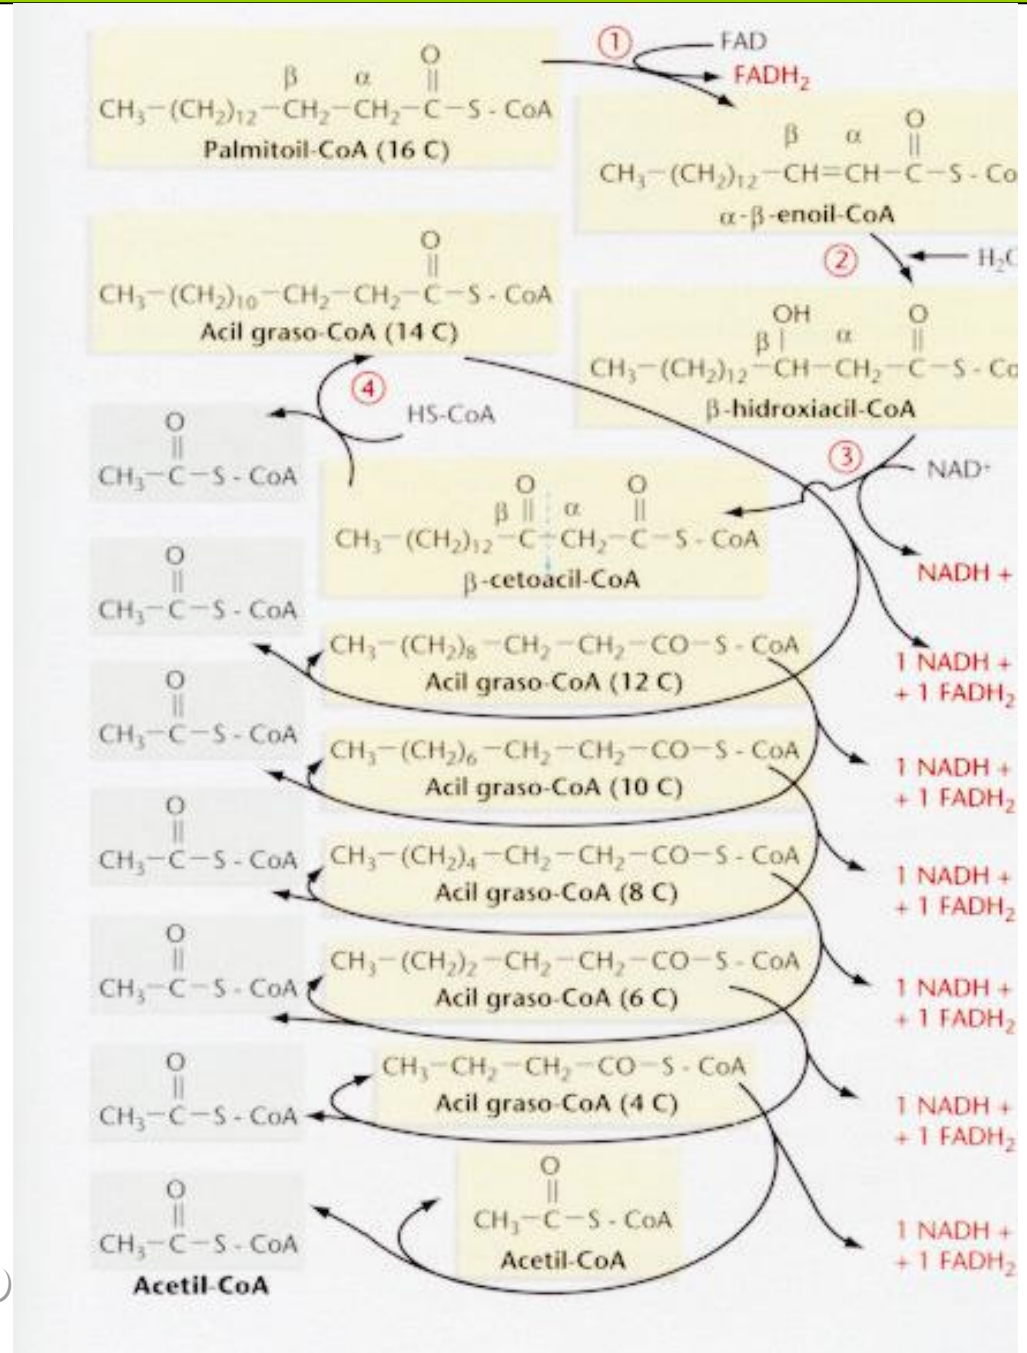 ① FAD
FADH₂
O
β α ||
CH₃−(CH₂)₁₂−CH₂−CH₂−C−S - CoA
Palmitoil-CoA (16 C)
O
β α ||
CH₃−(CH₂)₁₂−CH=CH−C−S - Co
α-β-enoil-CoA
② H₂O
O
||
CH₃−(CH₂)₁₀−CH₂−CH₂−C−S - CoA
Acil graso-CoA (14 C)
OH O
β | α ||
CH₃−(CH₂)₁₂−CH−CH₂−C−S - Co
β-hidroxiacil-CoA
④
HS-CoA
③
NAD⁺
NADH +
O
||
CH₃−C−S - CoA
O O
β || α ||
CH₃−(CH₂)₁₂−C−CH₂−C−S - CoA
β-cetoacil-CoA
O
||
CH₃−C−S - CoA
CH₃−(CH₂)₈−CH₂−CH₂−CO−S - CoA
Acil graso-CoA (12 C)
1 NADH +
+ 1 FADH₂
O
||
CH₃−C−S - CoA
CH₃−(CH₂)₆−CH₂−CH₂−CO−S - CoA
Acil graso-CoA (10 C)
1 NADH +
+ 1 FADH₂
O
||
CH₃−C−S - CoA
CH₃−(CH₂)₄−CH₂−CH₂−CO−S - CoA
Acil graso-CoA (8 C)
1 NADH +
+ 1 FADH₂
O
||
CH₃−C−S - CoA
CH₃−(CH₂)₂−CH₂−CH₂−CO−S - CoA
Acil graso-CoA (6 C)
1 NADH +
+ 1 FADH₂
O
||
CH₃−C−S - CoA
CH₃−CH₂−CH₂−CO−S - CoA
Acil graso-CoA (4 C)
1 NADH +
+ 1 FADH₂
O
||
CH₃−C−S - CoA
Acetil-CoA
O
||
CH₃−C−S - CoA
Acetil-CoA
1 NADH +
+ 1 FADH₂